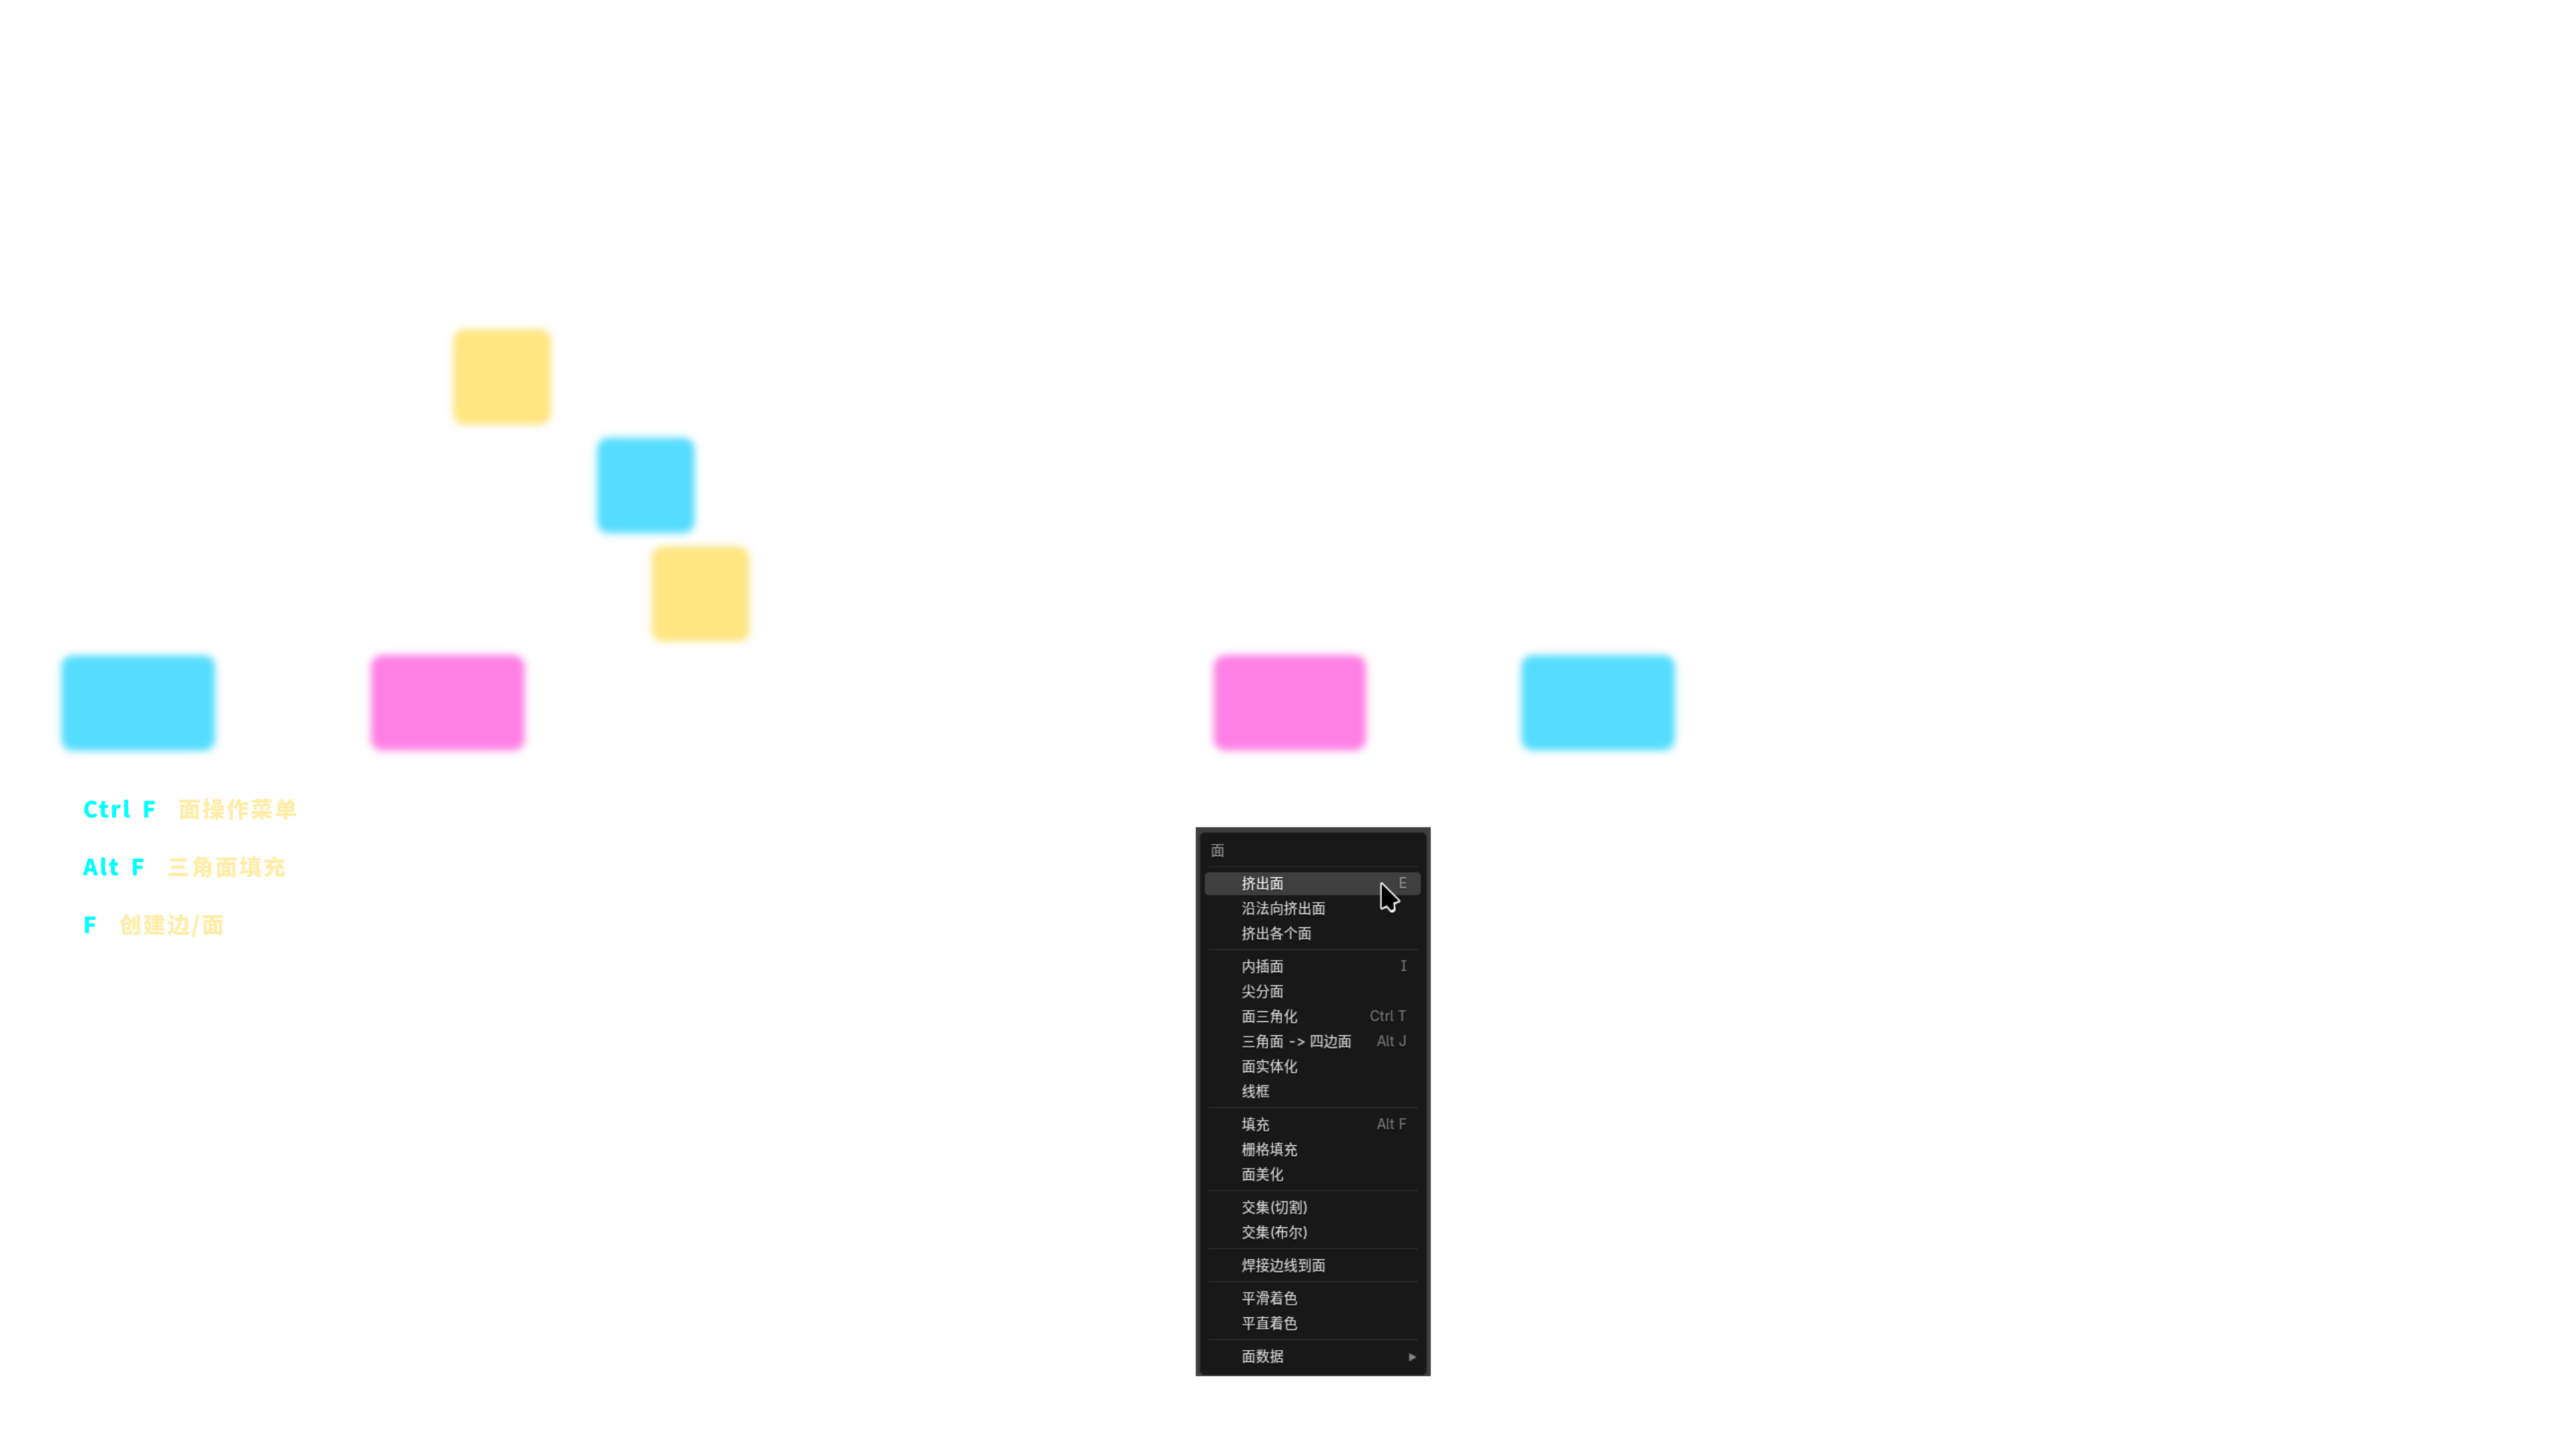 Ctrl F 面操作菜单
Alt F 三角面填充
F 创建边/面
面
挤出面 E
沿法向挤出面
挤出各个面
内插面 I
尖分面
面三角化 Ctrl T
三角面 -> 四边面 Alt J
面实体化
线框
填充 Alt F
栅格填充
面美化
交集(切割)
交集(布尔)
焊接边线到面
平滑着色
平直着色
面数据